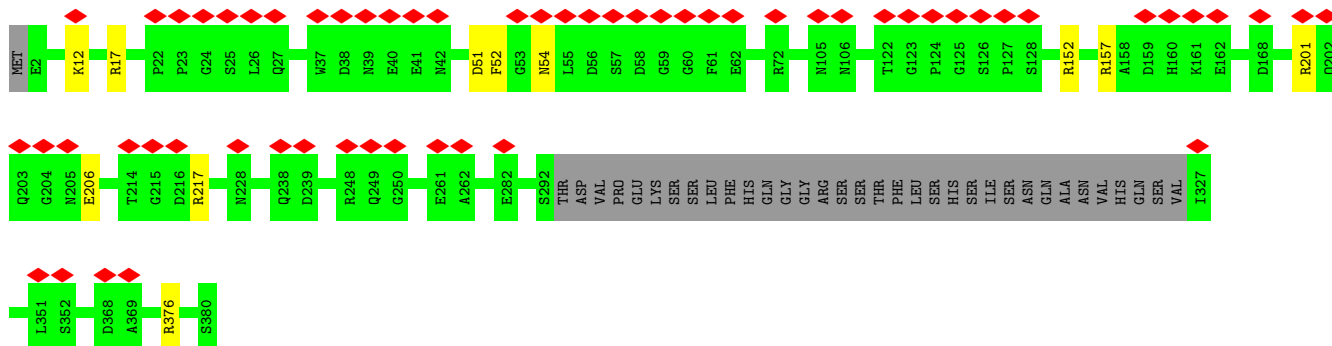 MET E2 K12 R17 P22 P23 G24 S25 L26 Q27 W37 D38 N39 E40 E41 N42 D51 F52 G53 N54 L55 D56 S57 D58 G59 G60 F61 E62 R72 N105 N106 T122 G123 P124 G125 S126 P127 S128 R152 R157 A158 D159 H160 K161 E162 D168 R201 Q202
Q203 G204 N205 E206 T214 G215 D216 R217 N228 Q238 D239 R248 Q249 G250 E261 A262 E282 S292 THR ASP VAL PRO GLU LYS SER SER LEU PHE HIS GLN GLY GLY ARG SER SER THR PHE LEU SER HIS SER ILE SER ASN GLN ALA ASN VAL HIS GLN SER VAL I327
L351 S352 D368 A369 R376 S380